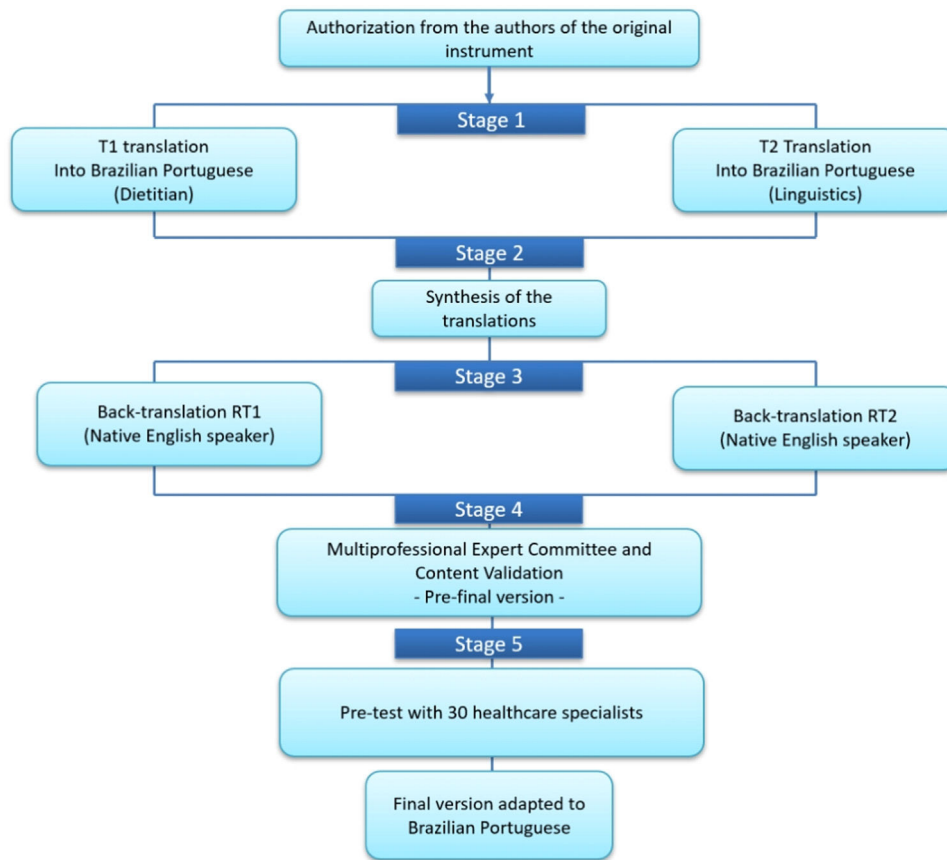 Authorization from the authors of the original
instrument
Stage 1
T1 translation
Into Brazilian Portuguese
(Dietitian)
T2 Translation
Into Brazilian Portuguese
(Linguistics)
Stage 2
Synthesis of the
translations
Stage 3
Back-translation RT1
(Native English speaker)
Back-translation RT2
(Native English speaker)
Stage 4
Multiprofessional Expert Committee and
Content Validation
- Pre-final version -
Stage 5
Pre-test with 30 healthcare specialists
Final version adapted to
Brazilian Portuguese